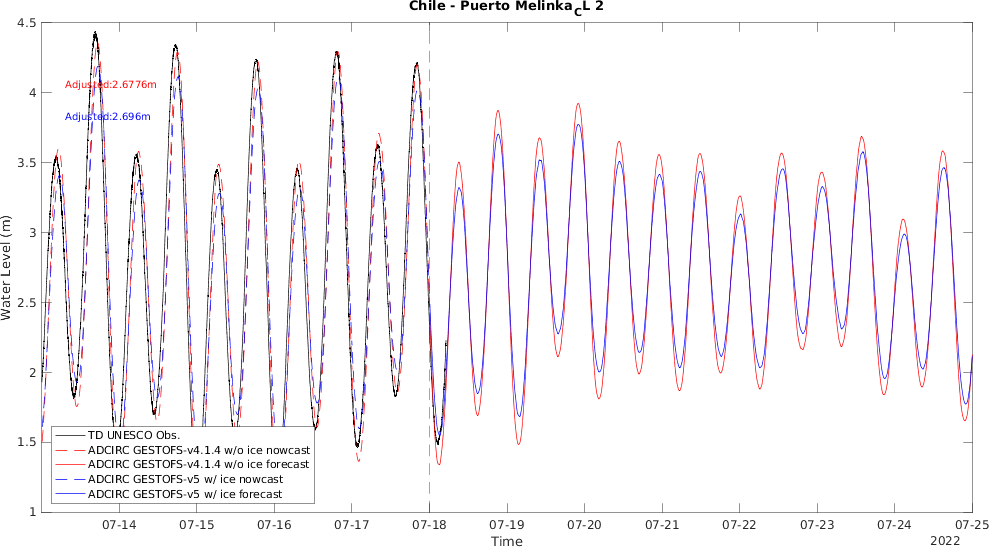 Chile - Puerto Melinka_CL 2
4.5
4
3.5
3
2.5
2
1.5
1
Water Level (m)
Adjusted:2.6776m
Adjusted:2.696m
TD UNESCO Obs.
ADCIRC GESTOFS-v4.1.4 w/o ice nowcast
ADCIRC GESTOFS-v4.1.4 w/o ice forecast
ADCIRC GESTOFS-v5 w/ ice nowcast
ADCIRC GESTOFS-v5 w/ ice forecast
07-14 07-15 07-16 07-17 07-18 07-19 07-20 07-21 07-22 07-23 07-24 07-25
Time
2022